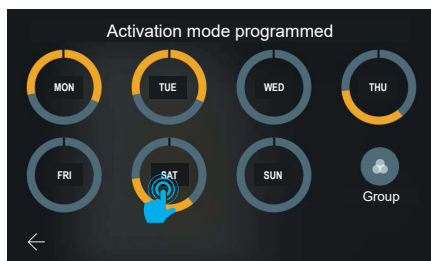 Activation mode programmed
MON TUE WED THU
FRI SAT SUN
Group